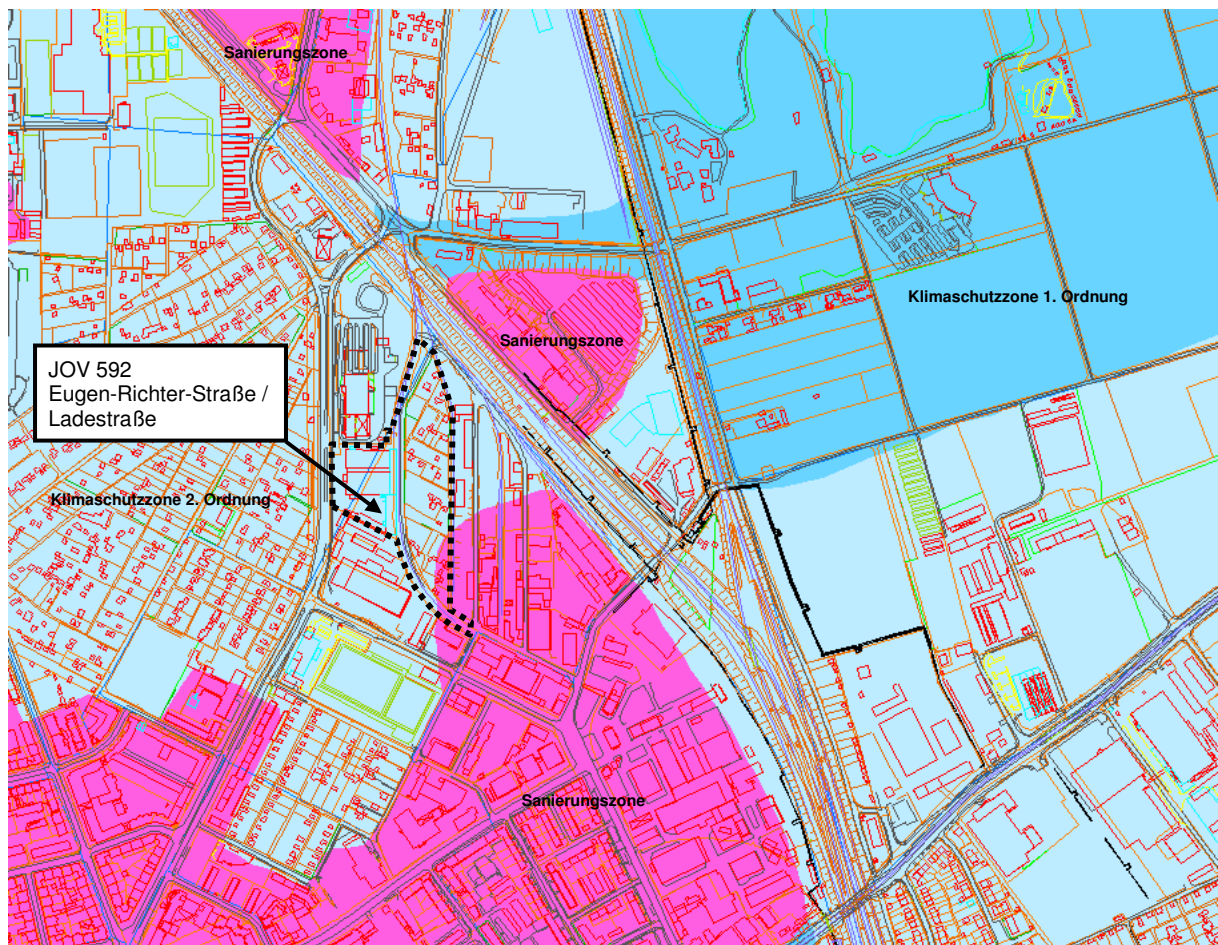 Sanierungszone
Klimaschutzzone 1. Ordnung
Sanierungszone
JOV 592
Eugen-Richter-Straße /
Ladestraße
Klimaschutzzone 2. Ordnung
Sanierungszone